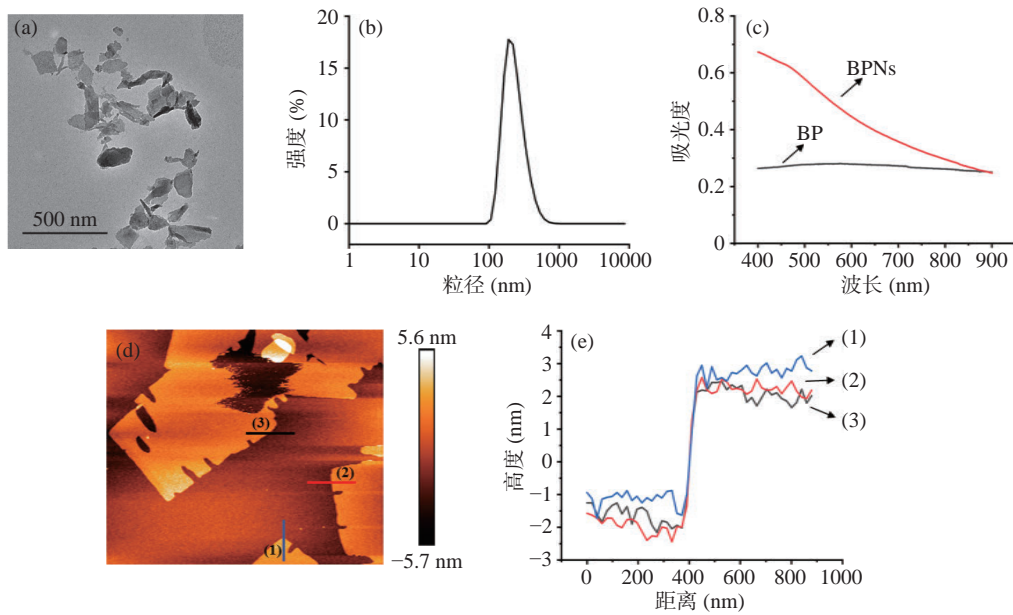 (a)
500 nm
(b)
20
15
10
5
0
强度 (%)
1
10
100
1000
10000
粒径 (nm)
(c)
0.8
0.6
0.4
0.2
0
吸光度
BPNs
BP
400
500
600
700
800
900
波长 (nm)
(d)
(3)
(2)
(1)
5.6 nm
−5.7 nm
(e)
4
3
2
1
0
−1
−2
−3
高度 (nm)
(1)
(2)
(3)
0
200
400
600
800
1000
距离 (nm)